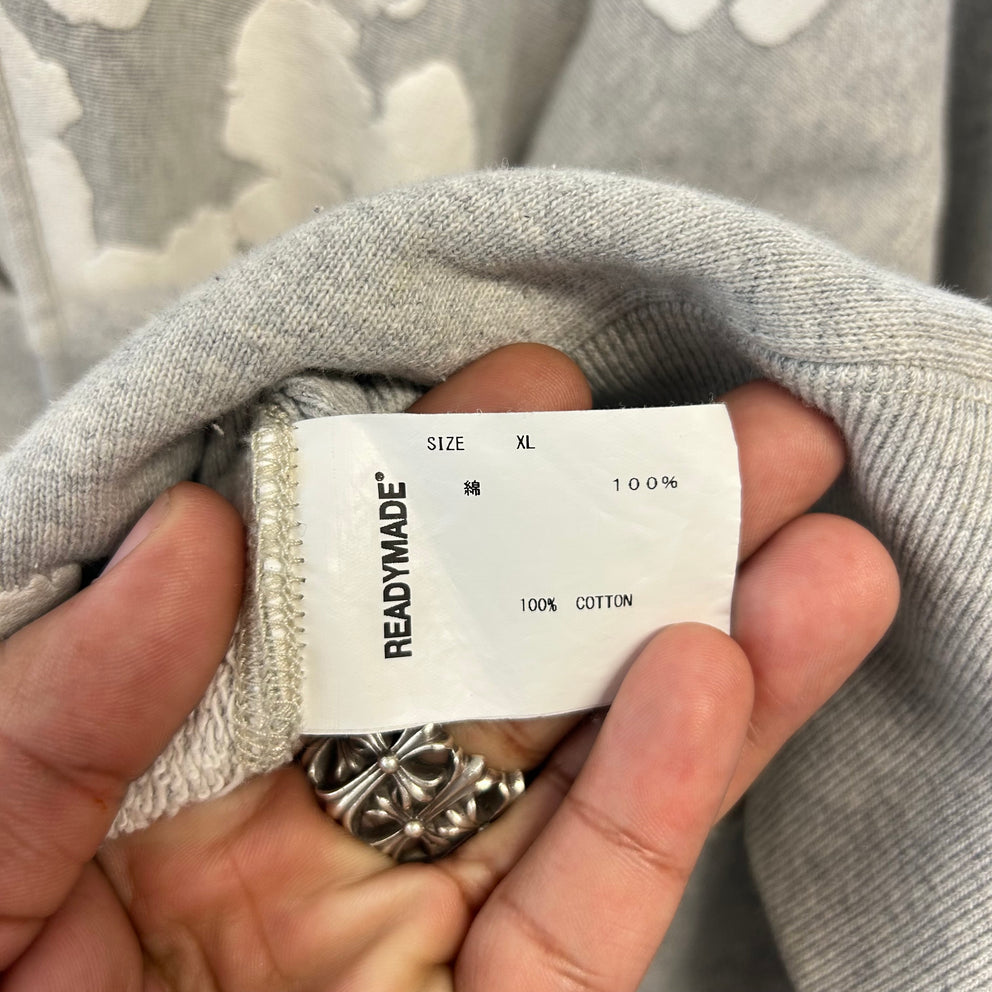 SIZE XL
綿 100%
READYMADE®
100% COTTON